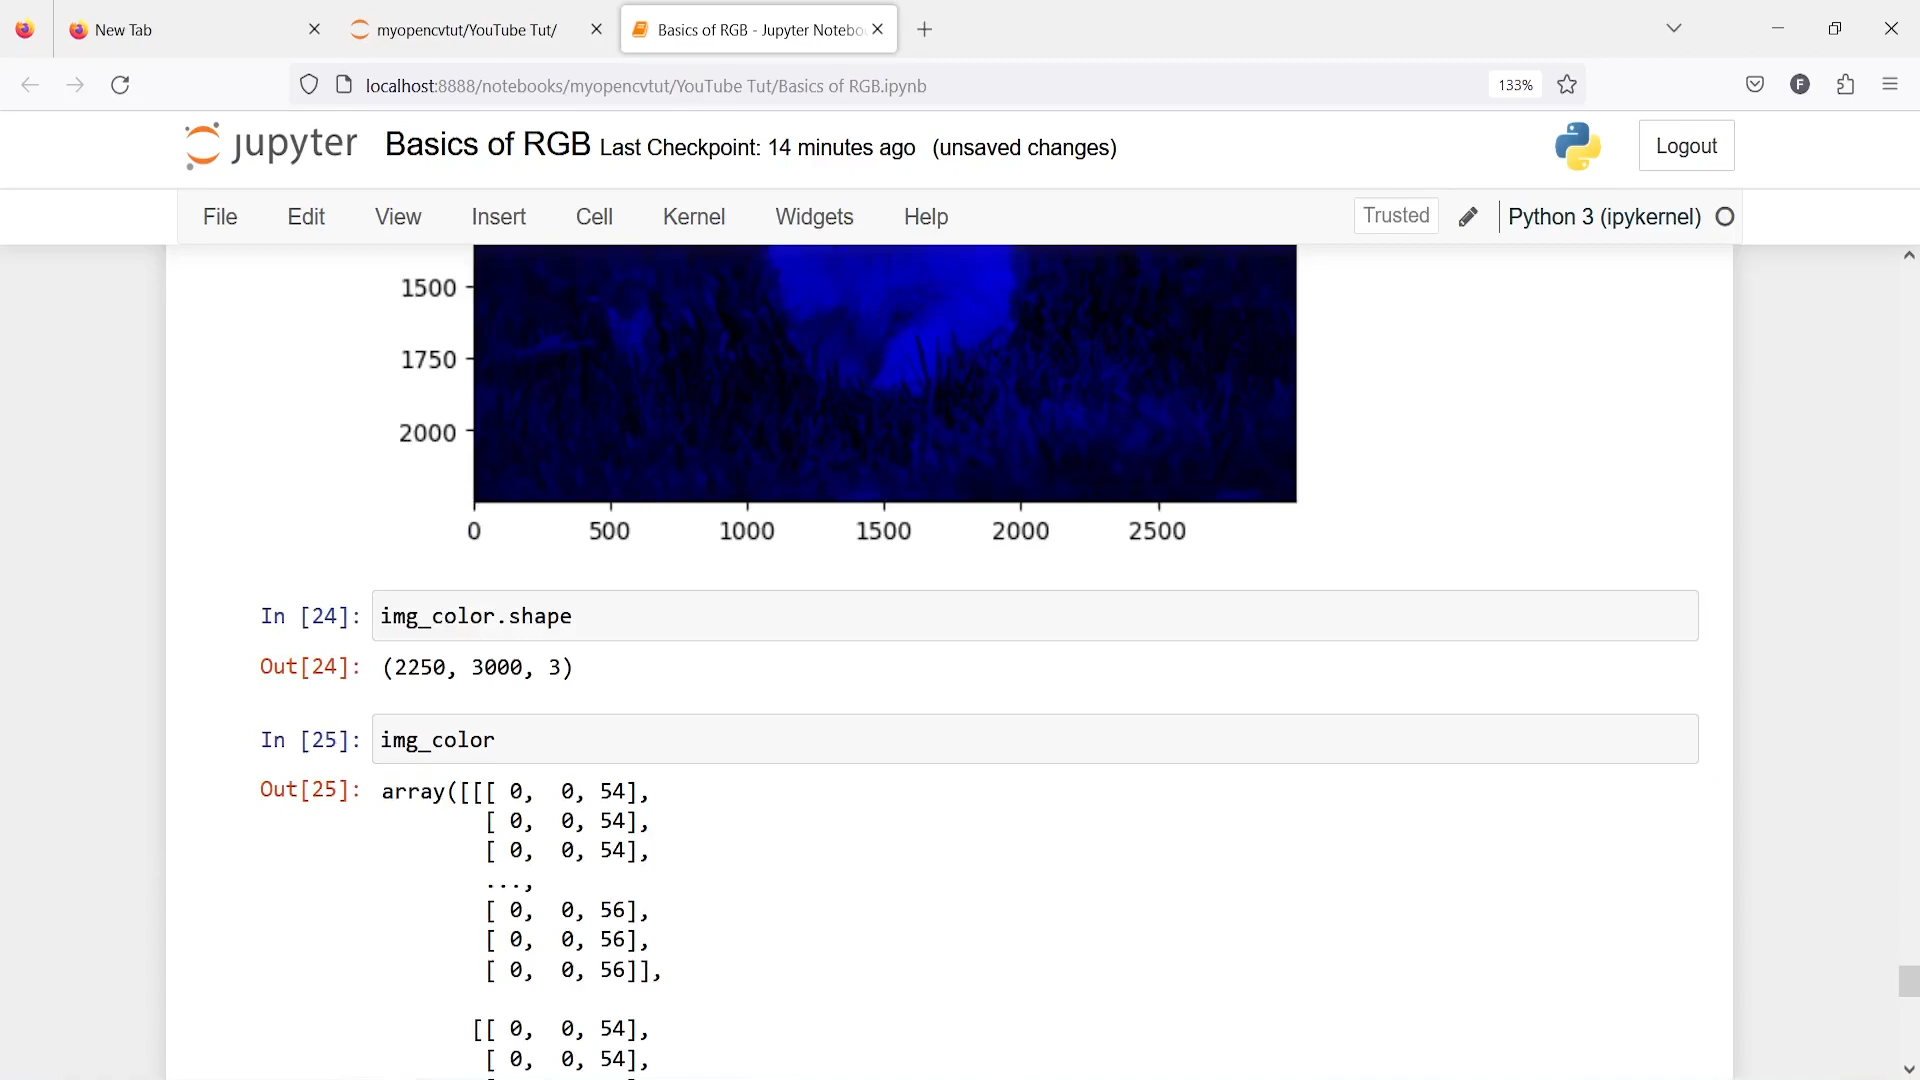 New Tab
myopencvtut/YouTube Tut/
Basics of RGB - Jupyter Notebo
localhost:8888/notebooks/myopencvtut/YouTube Tut/Basics of RGB.ipynb
133%
F
jupyter
Basics of RGB Last Checkpoint: 14 minutes ago (unsaved changes)
Logout
File Edit View Insert Cell Kernel Widgets Help
Trusted
Python 3 (ipykernel)
1500
1750
2000
0 500 1000 1500 2000 2500
In [24]: img_color.shape
Out[24]: (2250, 3000, 3)
In [25]: img_color
Out[25]: array([[[ 0,  0, 54],
[ 0,  0, 54],
[ 0,  0, 54],
...,
[ 0,  0, 56],
[ 0,  0, 56],
[ 0,  0, 56]],
[[ 0,  0, 54],
[ 0,  0, 54],